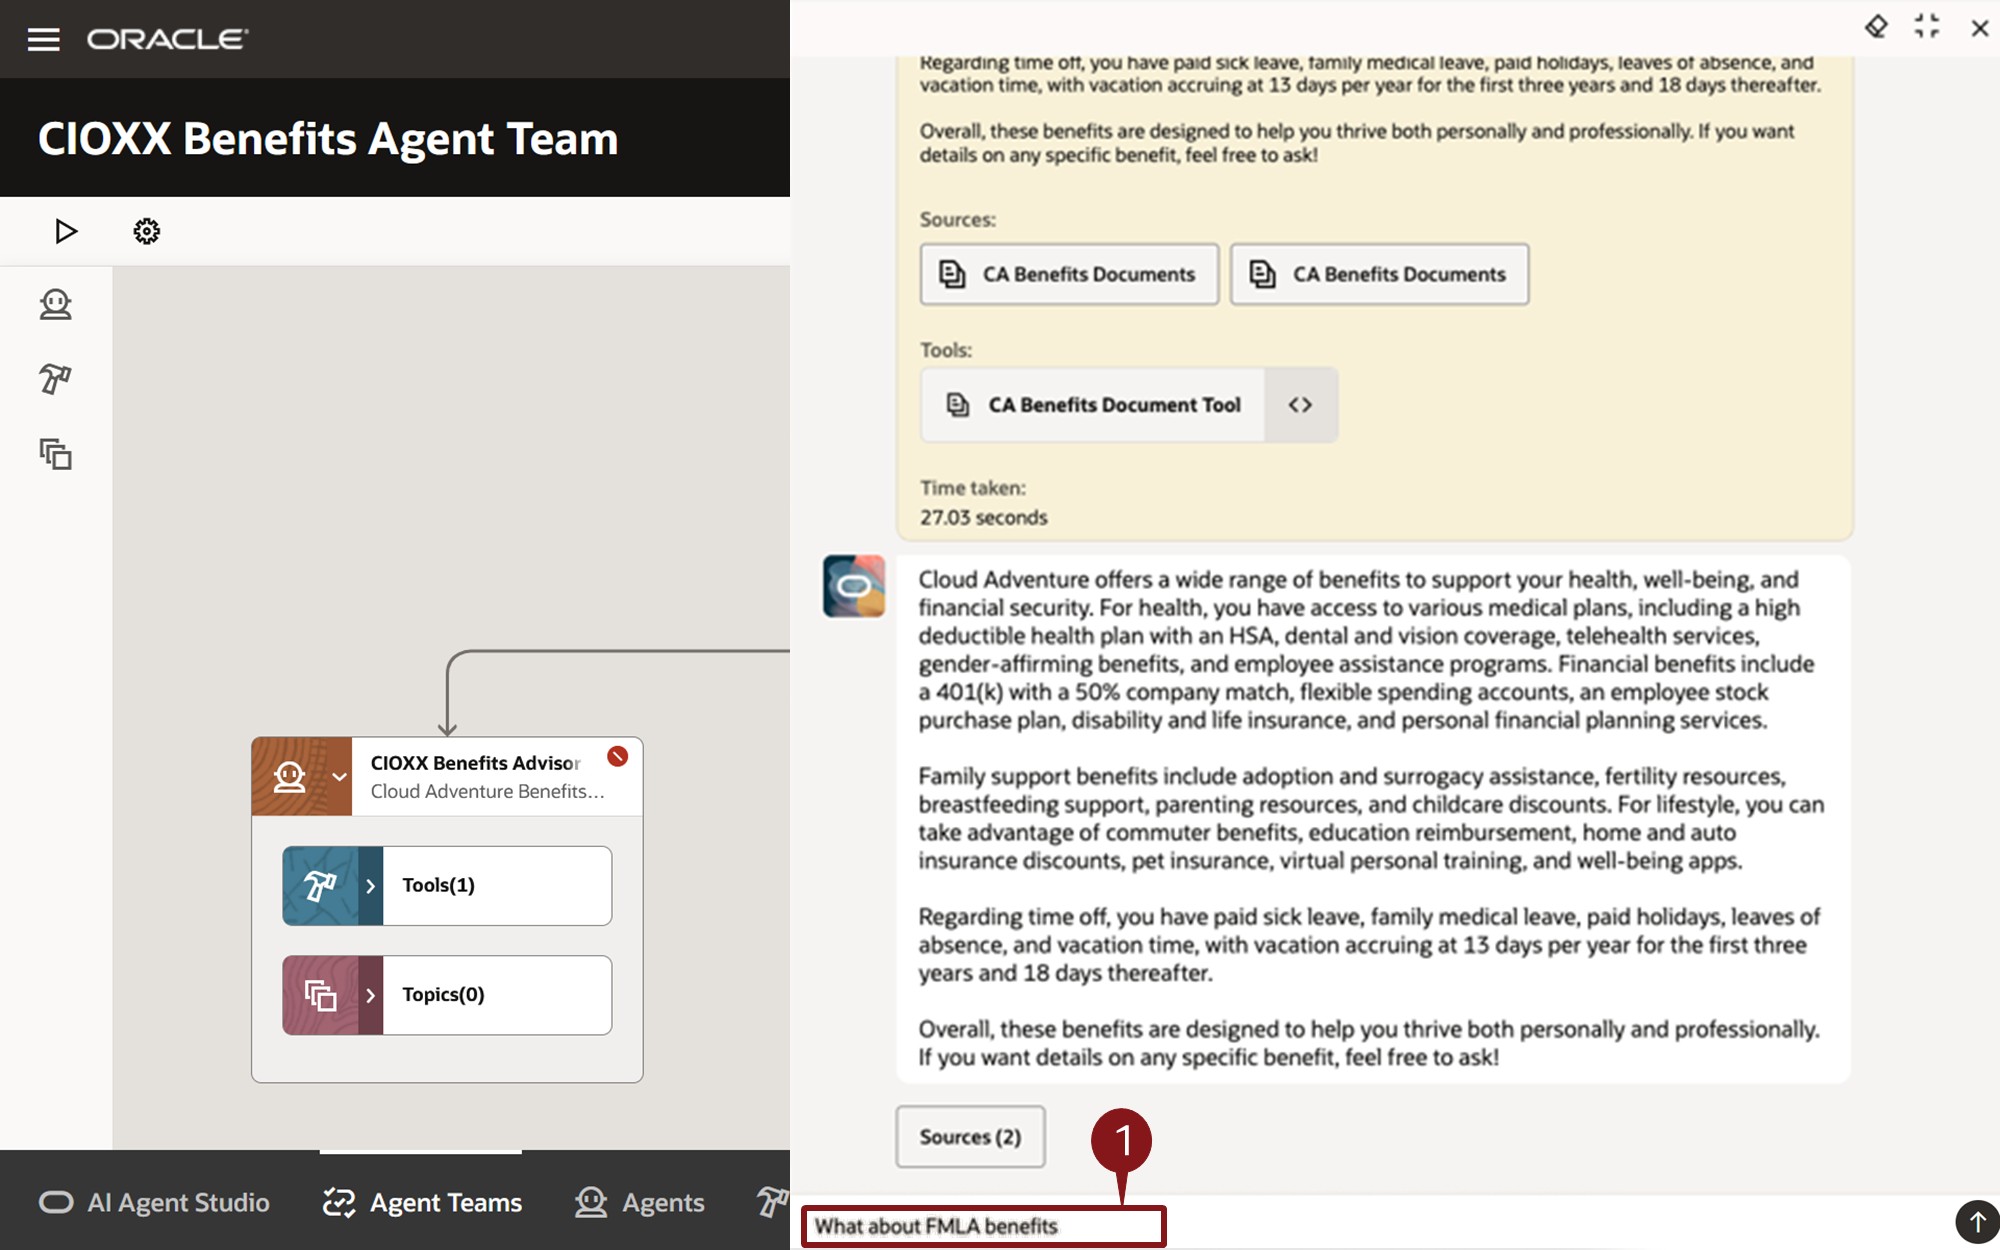 ORACLE
CIOXX Benefits Agent Team
CIOXX Benefits Advisor
Cloud Adventure Benefits...
Tools(1)
Topics(0)
AI Agent Studio
Agent Teams
Agents
Regarding time off, you have paid sick leave, family medical leave, paid holidays, leaves of absence, and
vacation time, with vacation accruing at 13 days per year for the first three years and 18 days thereafter.
Overall, these benefits are designed to help you thrive both personally and professionally. If you want
details on any specific benefit, feel free to ask!
Sources:
CA Benefits Documents
CA Benefits Documents
Tools:
CA Benefits Document Tool
<>
Time taken:
27.03 seconds
Cloud Adventure offers a wide range of benefits to support your health, well-being, and
financial security. For health, you have access to various medical plans, including a high
deductible health plan with an HSA, dental and vision coverage, telehealth services,
gender-affirming benefits, and employee assistance programs. Financial benefits include
a 401(k) with a 50% company match, flexible spending accounts, an employee stock
purchase plan, disability and life insurance, and personal financial planning services.
Family support benefits include adoption and surrogacy assistance, fertility resources,
breastfeeding support, parenting resources, and childcare discounts. For lifestyle, you can
take advantage of commuter benefits, education reimbursement, home and auto
insurance discounts, pet insurance, virtual personal training, and well-being apps.
Regarding time off, you have paid sick leave, family medical leave, paid holidays, leaves of
absence, and vacation time, with vacation accruing at 13 days per year for the first three
years and 18 days thereafter.
Overall, these benefits are designed to help you thrive both personally and professionally.
If you want details on any specific benefit, feel free to ask!
Sources (2)
1
What about FMLA benefits